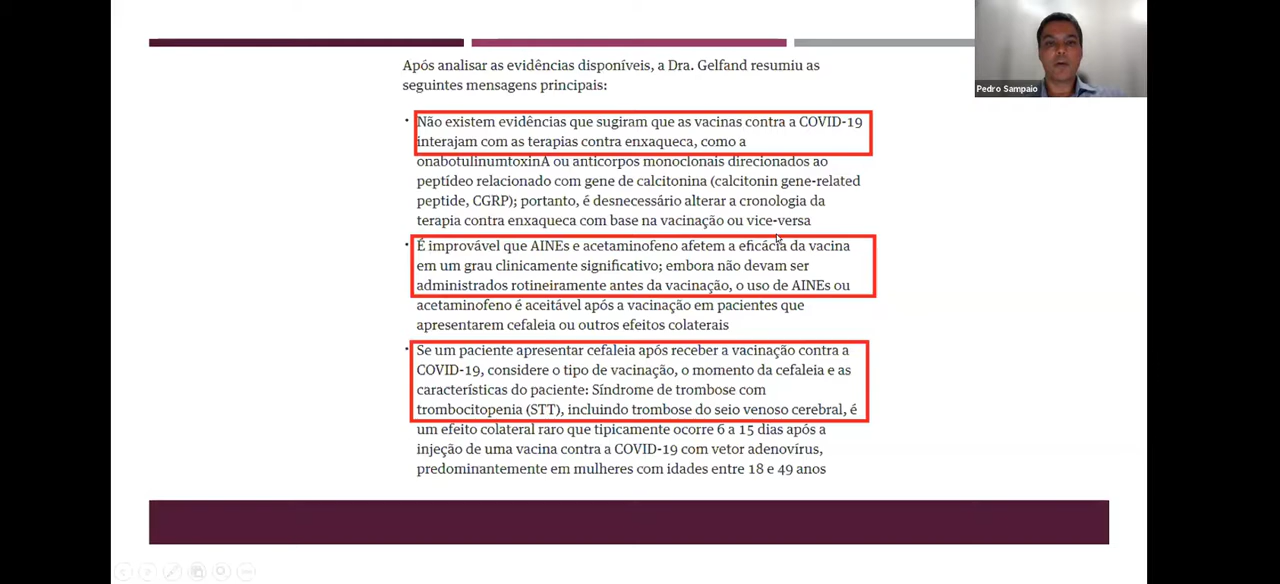 Pedro Sampaio
Após analisar as evidências disponíveis, a Dra. Gelfand resumiu as
seguintes mensagens principais:
• Não existem evidências que sugiram que as vacinas contra a COVID-19
interajam com as terapias contra enxaqueca, como a
onabotulinumtoxinA ou anticorpos monoclonais direcionados ao
peptídeo relacionado com gene de calcitonina (calcitonin gene-related
peptide, CGRP); portanto, é desnecessário alterar a cronologia da
terapia contra enxaqueca com base na vacinação ou vice-versa
• É improvável que AINEs e acetaminofeno afetem a eficácia da vacina
em um grau clinicamente significativo; embora não devam ser
administrados rotineiramente antes da vacinação, o uso de AINEs ou
acetaminofeno é aceitável após a vacinação em pacientes que
apresentarem cefaleia ou outros efeitos colaterais
• Se um paciente apresentar cefaleia após receber a vacinação contra a
COVID-19, considere o tipo de vacinação, o momento da cefaleia e as
características do paciente: Síndrome de trombose com
trombocitopenia (STT), incluindo trombose do seio venoso cerebral, é
um efeito colateral raro que tipicamente ocorre 6 a 15 dias após a
injeção de uma vacina contra a COVID-19 com vetor adenovírus,
predominantemente em mulheres com idades entre 18 e 49 anos